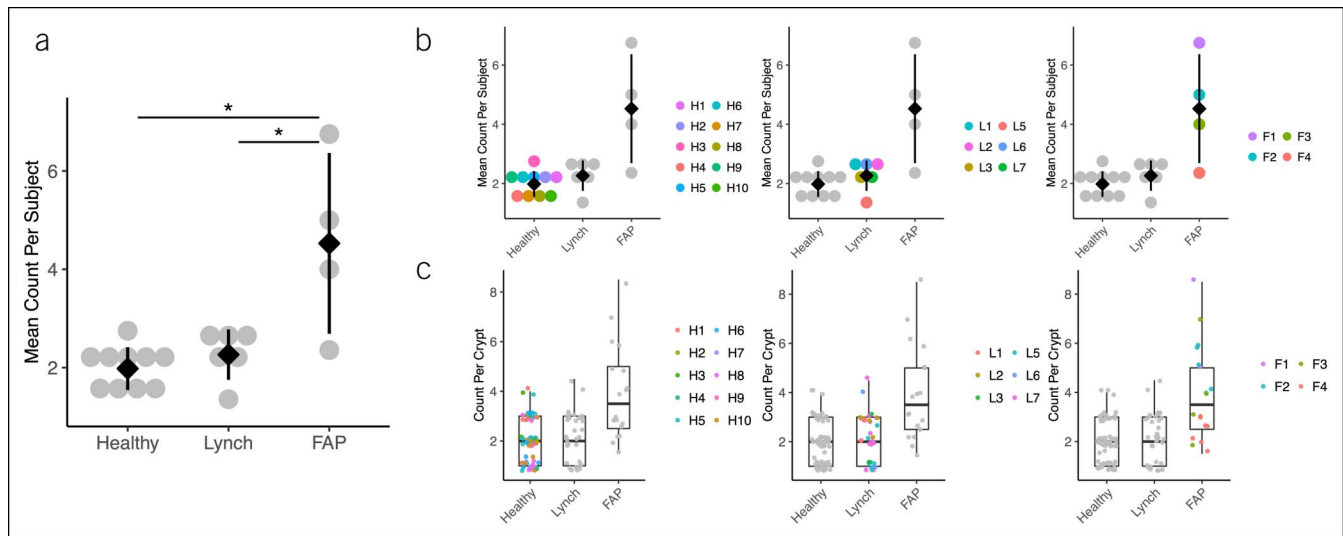 a
Mean Count Per Subject
6
4
2
*
*
Healthy Lynch FAP
b
Mean Count Per Subject
6
4
2
Healthy Lynch FAP
H1 H6
H2 H7
H3 H8
H4 H9
H5 H10
Mean Count Per Subject
6
4
2
Healthy Lynch FAP
L1 L5
L2 L6
L3 L7
Mean Count Per Subject
6
4
2
Healthy Lynch FAP
F1 F3
F2 F4
c
Count Per Crypt
8
6
4
2
Healthy Lynch FAP
H1 H6
H2 H7
H3 H8
H4 H9
H5 H10
Count Per Crypt
8
6
4
2
Healthy Lynch FAP
L1 L5
L2 L6
L3 L7
Count Per Crypt
8
6
4
2
Healthy Lynch FAP
F1 F3
F2 F4